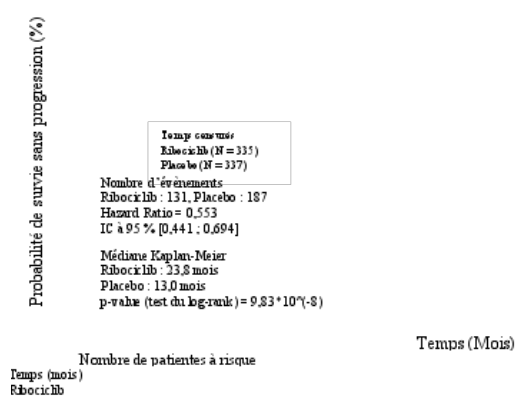 Probabilité de survie sans progression (%)
Temps censurés
Ribociclib (N = 335)
Placebo (N = 337)
Nombre d'évènements
Ribociclib : 131, Placebo : 187
Hazard Ratio = 0,553
IC à 95 % [0,441 ; 0,694]
Médiane Kaplan-Meier
Ribociclib : 23,8 mois
Placebo : 13,0 mois
p-value (test du log-rank) = 9,83*10^(-8)
Temps (Mois)
Nombre de patientes à risque
Temps (mois)
Ribociclib